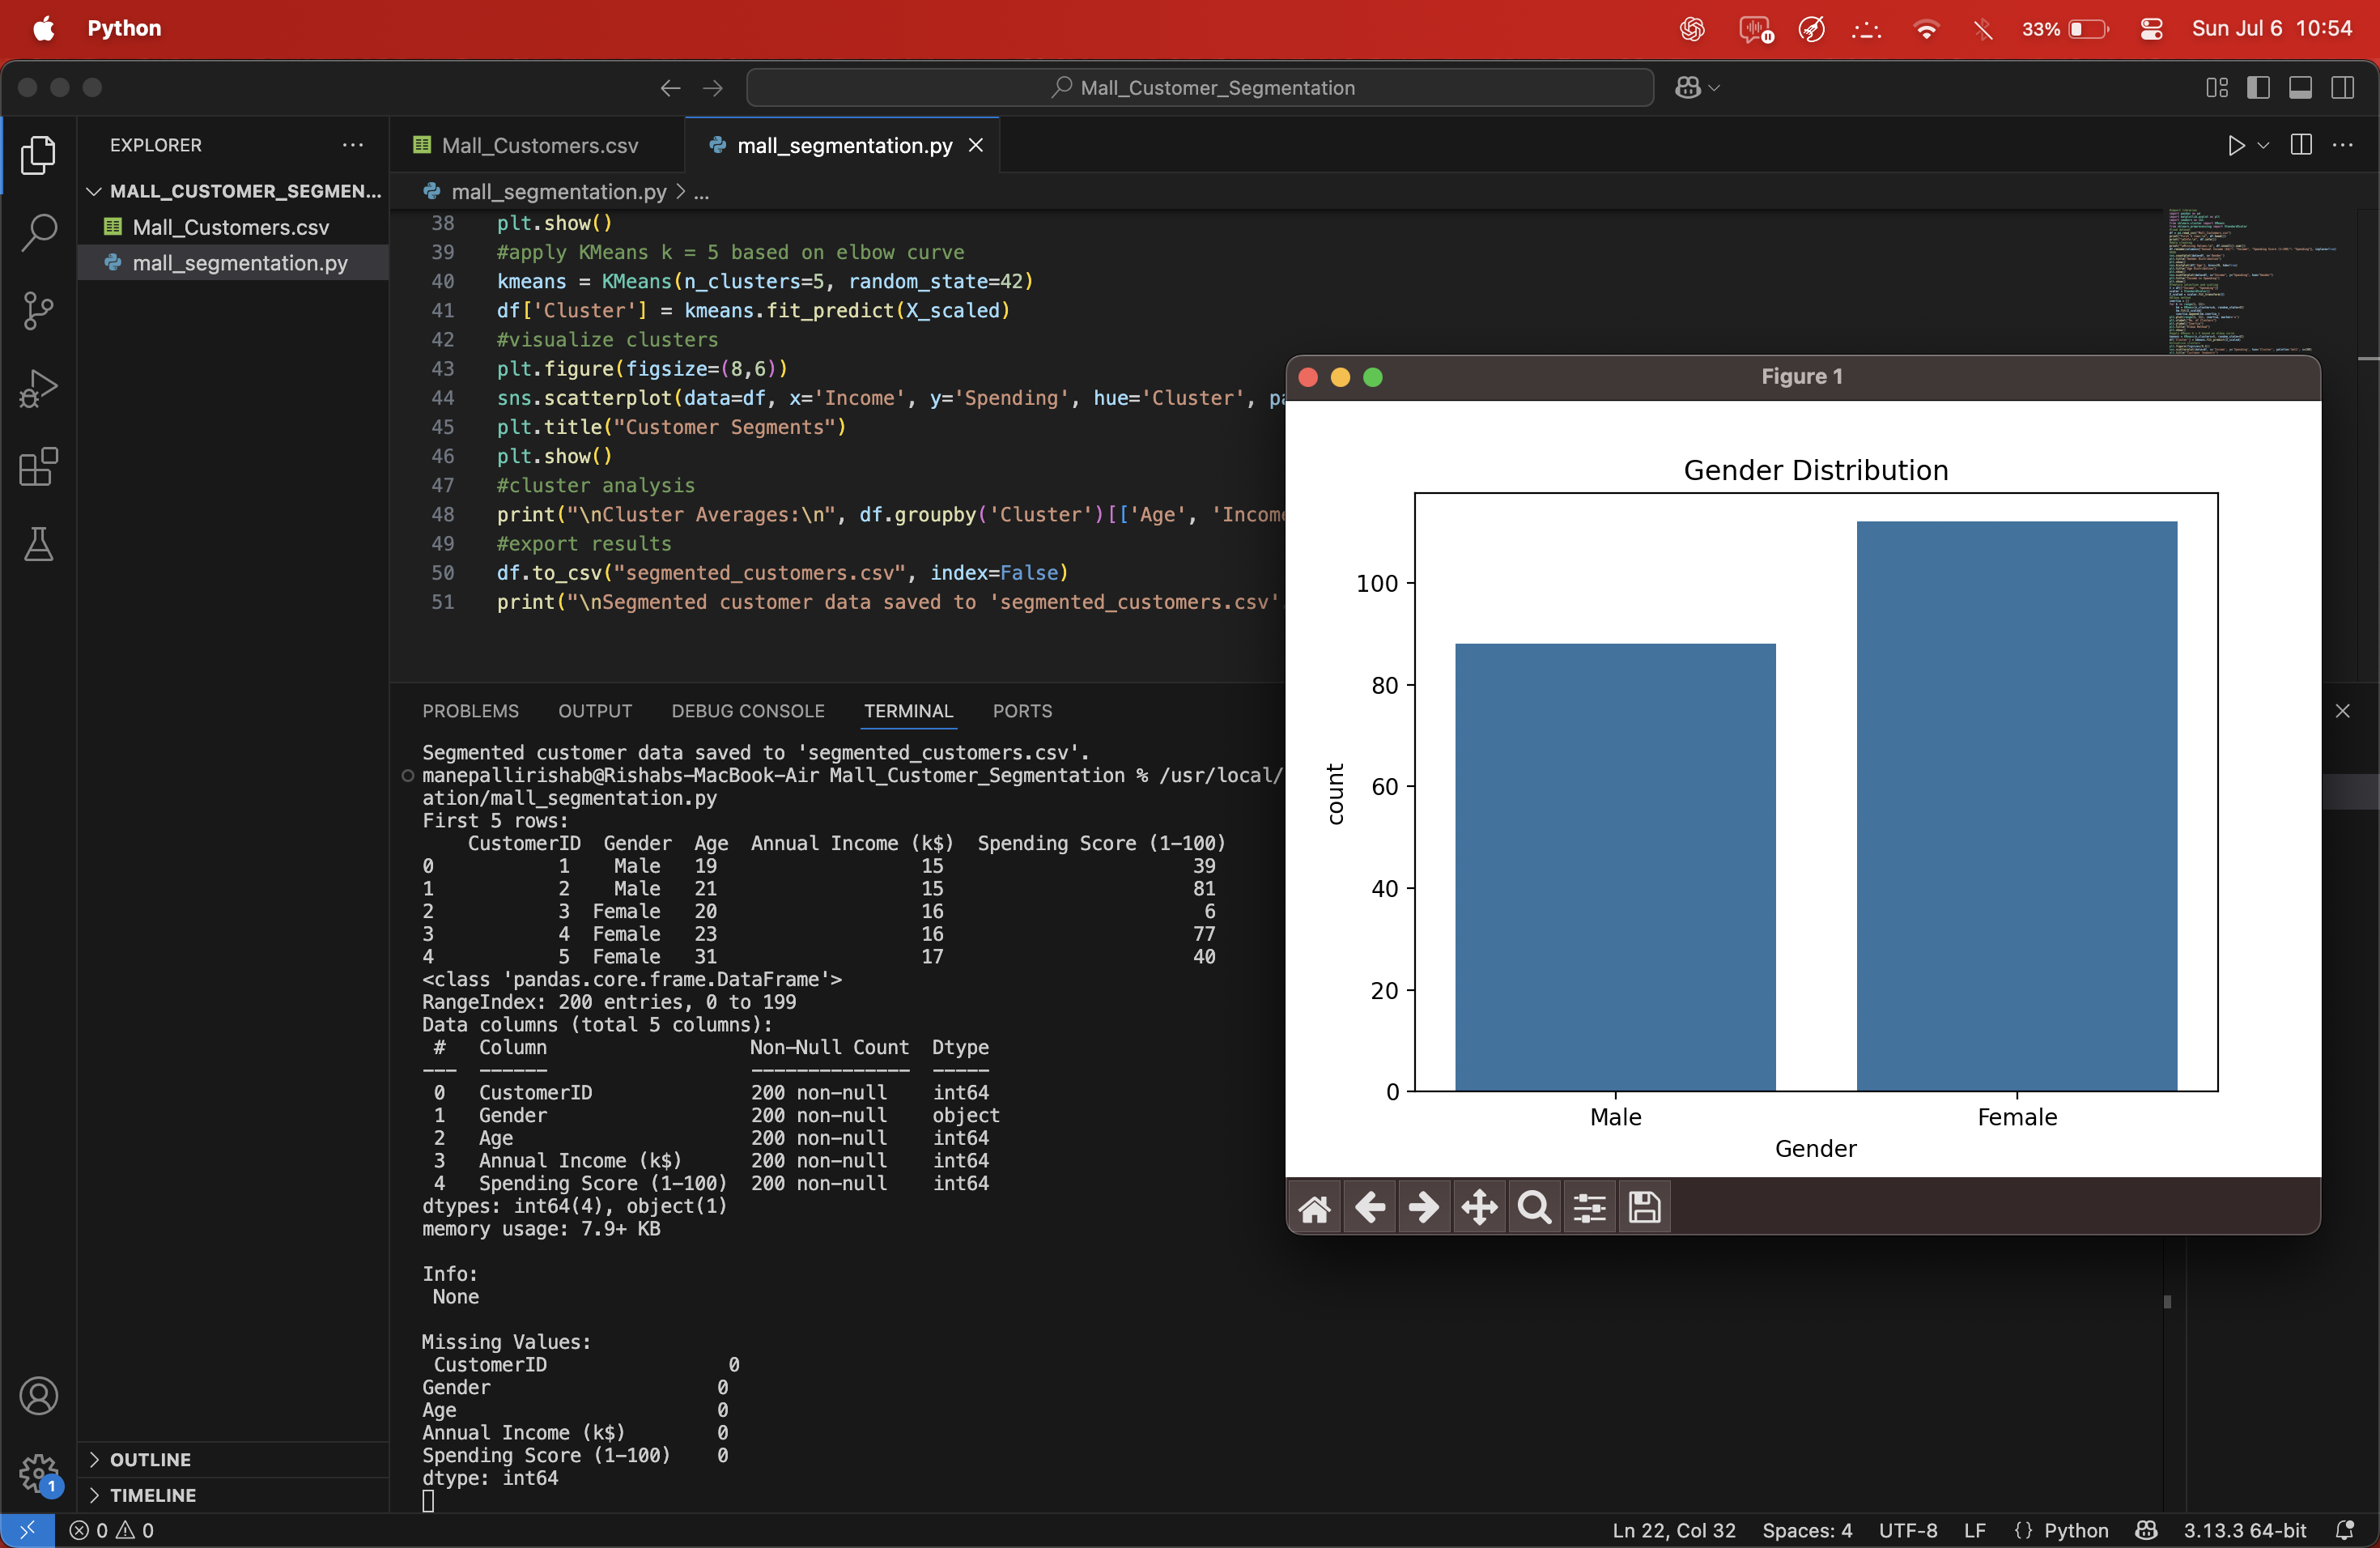 Python
33%
Sun Jul 6 10:54
Mall_Customer_Segmentation
EXPLORER
MALL_CUSTOMER_SEGMEN...
Mall_Customers.csv
mall_segmentation.py
OUTLINE
TIMELINE
1
Mall_Customers.csv
mall_segmentation.py
mall_segmentation.py > ...
38 plt.show()
39 #apply KMeans k = 5 based on elbow curve
40 kmeans = KMeans(n_clusters=5, random_state=42)
41 df['Cluster'] = kmeans.fit_predict(X_scaled)
42 #visualize clusters
43 plt.figure(figsize=(8,6))
44 sns.scatterplot(data=df, x='Income', y='Spending', hue='Cluster', pa
45 plt.title("Customer Segments")
46 plt.show()
47 #cluster analysis
48 print("\nCluster Averages:\n", df.groupby('Cluster')[['Age', 'Incom
49 #export results
50 df.to_csv("segmented_customers.csv", index=False)
51 print("\nSegmented customer data saved to 'segmented_customers.csv'
PROBLEMS OUTPUT DEBUG CONSOLE TERMINAL PORTS
Segmented customer data saved to 'segmented_customers.csv'.
manepallirishab@Rishabs-MacBook-Air Mall_Customer_Segmentation % /usr/local/
ation/mall_segmentation.py
First 5 rows:
CustomerID Gender Age Annual Income (k$) Spending Score (1-100)
0 1 Male 19 15 39
1 2 Male 21 15 81
2 3 Female 20 16 6
3 4 Female 23 16 77
4 5 Female 31 17 40
<class 'pandas.core.frame.DataFrame'>
RangeIndex: 200 entries, 0 to 199
Data columns (total 5 columns):
# Column Non-Null Count Dtype
--- ------ -------------- -----
0 CustomerID 200 non-null int64
1 Gender 200 non-null object
2 Age 200 non-null int64
3 Annual Income (k$) 200 non-null int64
4 Spending Score (1-100) 200 non-null int64
dtypes: int64(4), object(1)
memory usage: 7.9+ KB
Info:
None
Missing Values:
CustomerID 0
Gender 0
Age 0
Annual Income (k$) 0
Spending Score (1-100) 0
dtype: int64
Figure 1
Gender Distribution
100
80
60
40
20
0
count
Male Female
Gender
0 0
Ln 22, Col 32 Spaces: 4 UTF-8 LF {} Python 3.13.3 64-bit